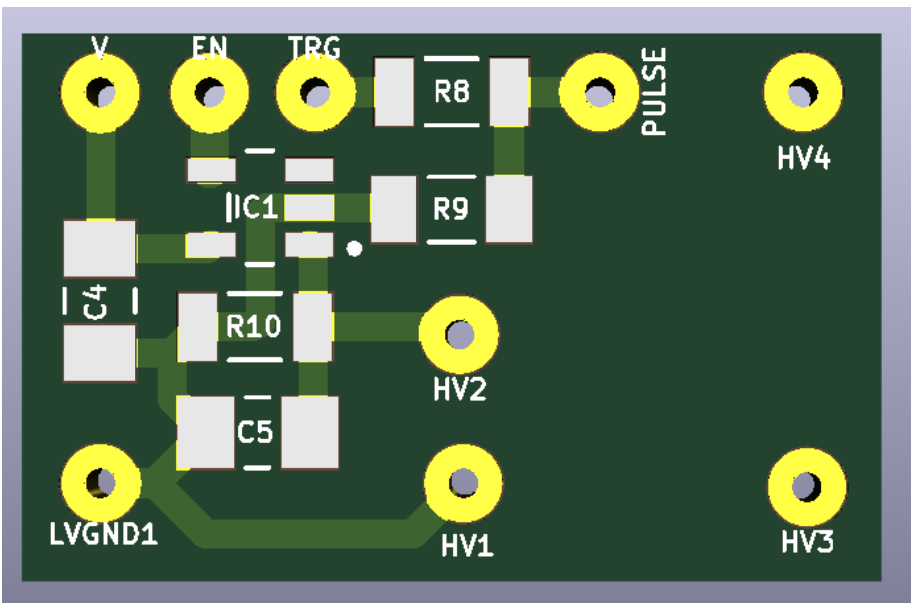 V
EN
TRG
R8
PULSE
HV4
IC1
R9
C4
R10
HV2
C5
LVGND1
HV1
HV3